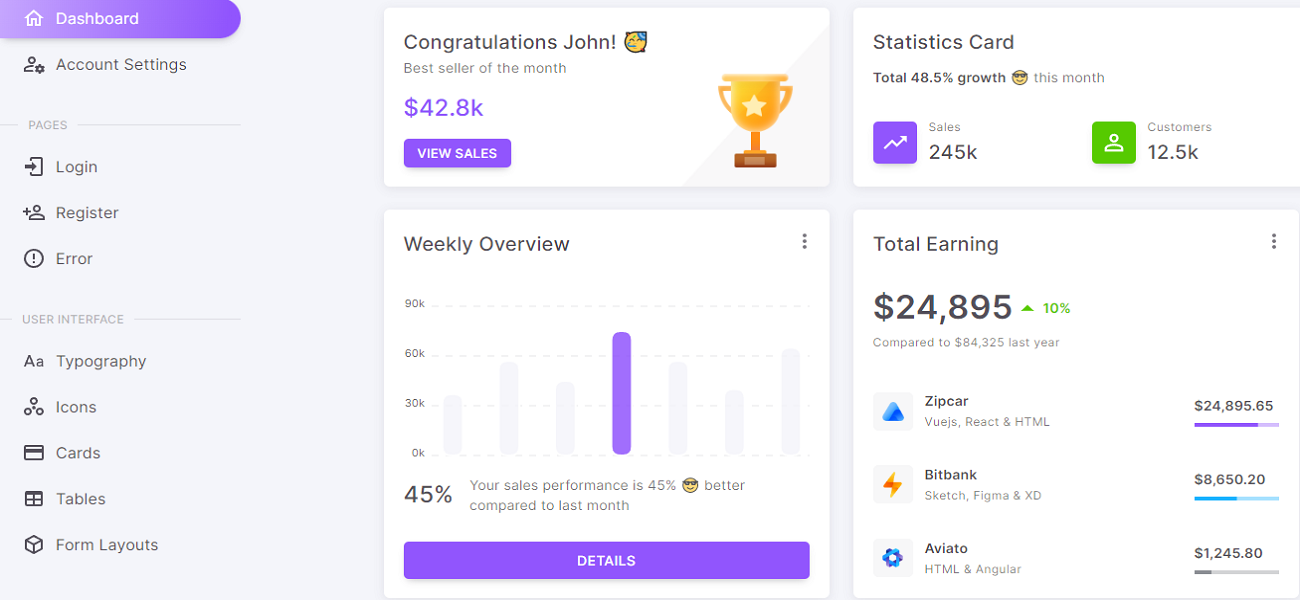 Dashboard
Account Settings
PAGES
Login
Register
Error
USER INTERFACE
Aa Typography
Icons
Cards
Tables
Form Layouts
Congratulations John! 🥳
Best seller of the month
$42.8k
VIEW SALES
Statistics Card
Total 48.5% growth 😎 this month
Sales
245k
Customers
12.5k
Weekly Overview
90k
60k
30k
0k
45%
Your sales performance is 45% 😎 better
compared to last month
DETAILS
Total Earning
$24,895 10%
Compared to $84,325 last year
Zipcar
Vuejs, React & HTML
$24,895.65
Bitbank
Sketch, Figma & XD
$8,650.20
Aviato
HTML & Angular
$1,245.80